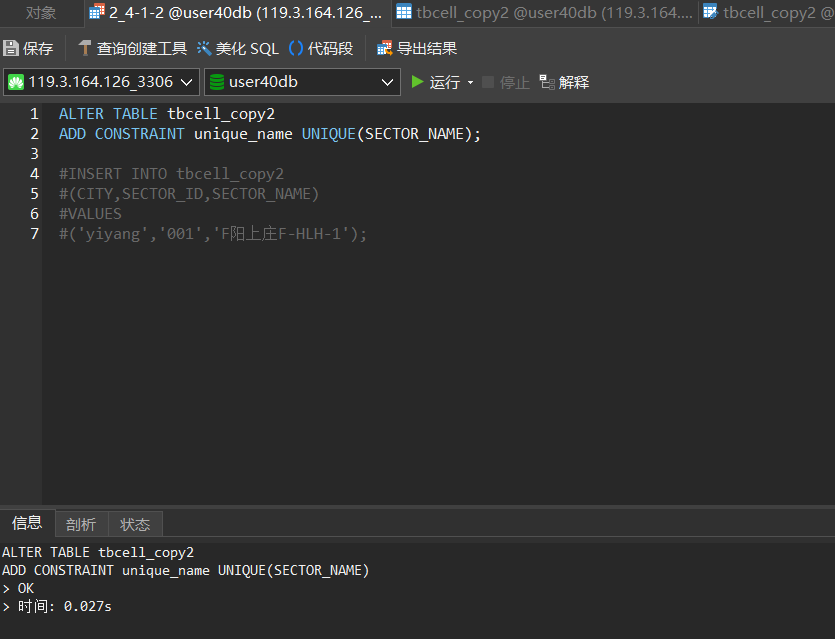 对象 2_4-1-2 @user40db (119.3.164.126_... tbcell_copy2 @user40db (119.3.164.... tbcell_copy2 @
保存 查询创建工具 美化 SQL () 代码段 导出结果
119.3.164.126_3306 user40db 运行 停止 解释
1 ALTER TABLE tbcell_copy2
2 ADD CONSTRAINT unique_name UNIQUE(SECTOR_NAME);
3
4 #INSERT INTO tbcell_copy2
5 #(CITY,SECTOR_ID,SECTOR_NAME)
6 #VALUES
7 #('yiyang','001','F阳上庄F-HLH-1');
信息 剖析 状态
ALTER TABLE tbcell_copy2
ADD CONSTRAINT unique_name UNIQUE(SECTOR_NAME)
> OK
> 时间: 0.027s